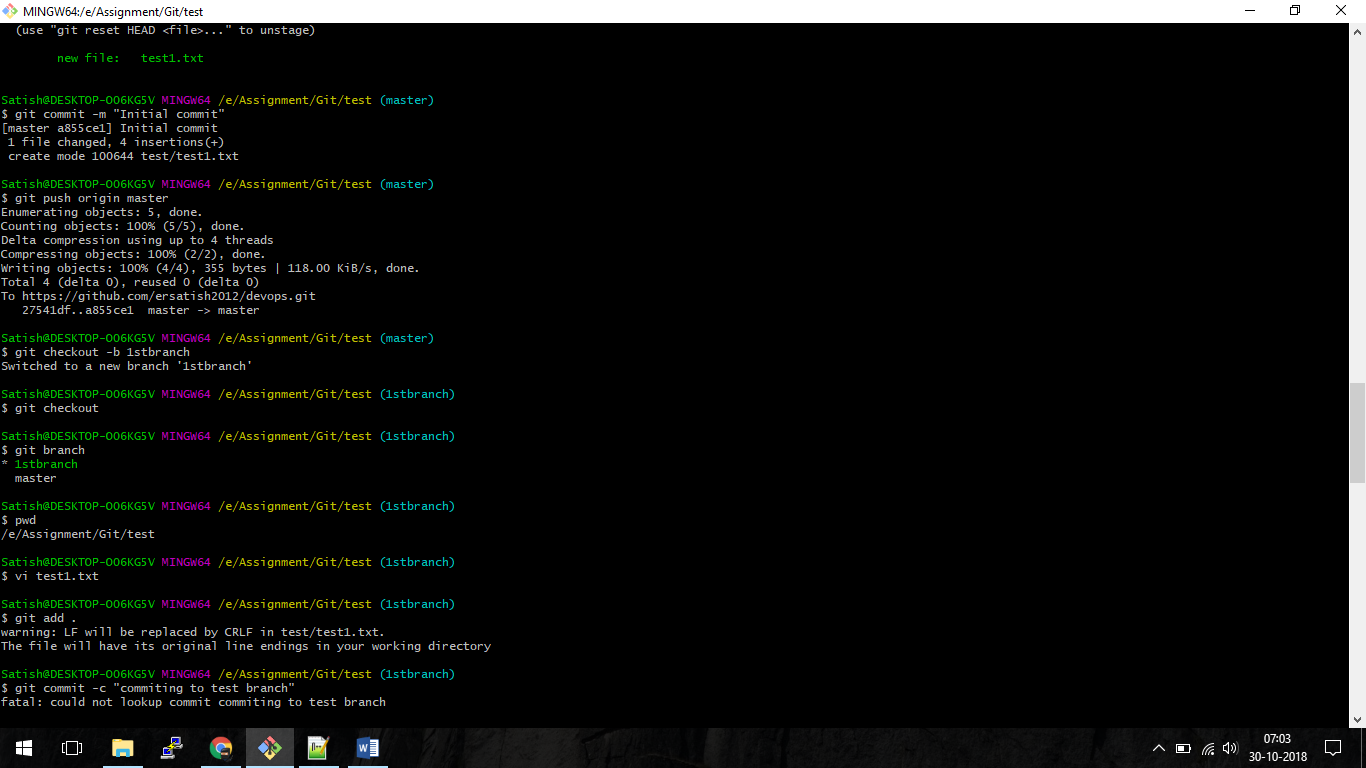 MINGW64:/e/Assignment/Git/test
(use "git reset HEAD <file>..." to unstage)
new file:   test1.txt
Satish@DESKTOP-OO6KG5V MINGW64 /e/Assignment/Git/test (master)
$ git commit -m "Initial commit"
[master a855ce1] Initial commit
1 file changed, 4 insertions(+)
create mode 100644 test/test1.txt
Satish@DESKTOP-OO6KG5V MINGW64 /e/Assignment/Git/test (master)
$ git push origin master
Enumerating objects: 5, done.
Counting objects: 100% (5/5), done.
Delta compression using up to 4 threads
Compressing objects: 100% (2/2), done.
Writing objects: 100% (4/4), 355 bytes | 118.00 KiB/s, done.
Total 4 (delta 0), reused 0 (delta 0)
To https://github.com/ersatish2012/devops.git
27541df..a855ce1  master -> master
Satish@DESKTOP-OO6KG5V MINGW64 /e/Assignment/Git/test (master)
$ git checkout -b 1stbranch
Switched to a new branch '1stbranch'
Satish@DESKTOP-OO6KG5V MINGW64 /e/Assignment/Git/test (1stbranch)
$ git checkout
Satish@DESKTOP-OO6KG5V MINGW64 /e/Assignment/Git/test (1stbranch)
$ git branch
* 1stbranch
master
Satish@DESKTOP-OO6KG5V MINGW64 /e/Assignment/Git/test (1stbranch)
$ pwd
/e/Assignment/Git/test
Satish@DESKTOP-OO6KG5V MINGW64 /e/Assignment/Git/test (1stbranch)
$ vi test1.txt
Satish@DESKTOP-OO6KG5V MINGW64 /e/Assignment/Git/test (1stbranch)
$ git add .
warning: LF will be replaced by CRLF in test/test1.txt.
The file will have its original line endings in your working directory
Satish@DESKTOP-OO6KG5V MINGW64 /e/Assignment/Git/test (1stbranch)
$ git commit -c "commiting to test branch"
fatal: could not lookup commit commiting to test branch
07:03
30-10-2018